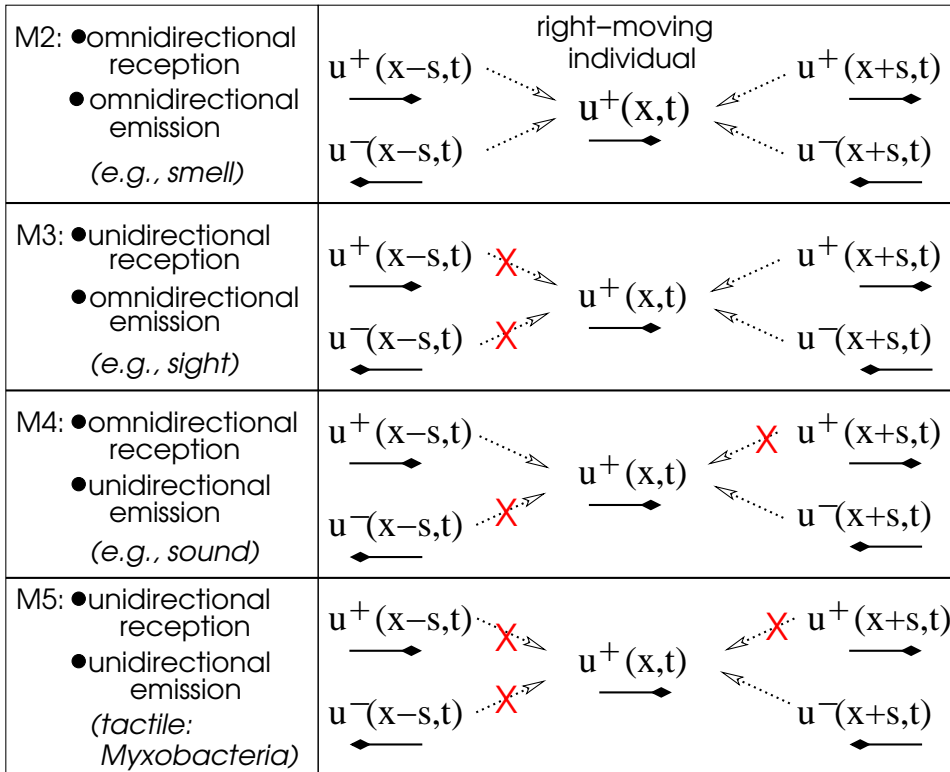 M2: ●omnidirectional
reception
●omnidirectional
emission
(e.g., smell)
right–moving
individual
u⁺(x–s,t)
u⁺(x+s,t)
u⁺(x,t)
u⁻(x–s,t)
u⁻(x+s,t)
M3: ●unidirectional
reception
●omnidirectional
emission
(e.g., sight)
u⁺(x–s,t)
u⁺(x+s,t)
u⁺(x,t)
u⁻(x–s,t)
u⁻(x+s,t)
M4: ●omnidirectional
reception
●unidirectional
emission
(e.g., sound)
u⁺(x–s,t)
u⁺(x+s,t)
u⁺(x,t)
u⁻(x–s,t)
u⁻(x+s,t)
M5: ●unidirectional
reception
●unidirectional
emission
(tactile:
Myxobacteria)
u⁺(x–s,t)
u⁺(x+s,t)
u⁺(x,t)
u⁻(x–s,t)
u⁻(x+s,t)